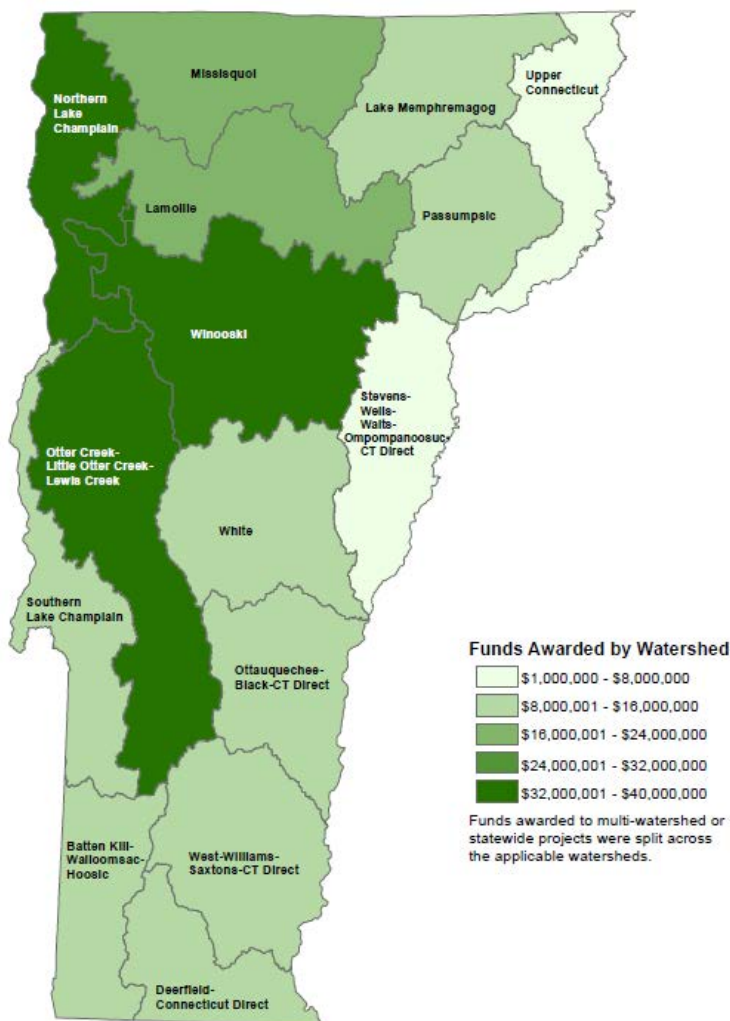 Missisquoi
Upper
Connecticut
Northern
Lake
Champlain
Lake Memphremagog
Lamoille
Passumpsic
Winooski
Stevens-
Wells-
Waits-
Ompompanoosuc-
CT Direct
Otter Creek-
Little Otter Creek-
Lewis Creek
White
Southern
Lake Champlain
Ottauquechee-
Black-CT Direct
Batten Kill-
Walloomsac-
Hoosic
West-Williams-
Saxtons-CT Direct
Deerfield-
Connecticut Direct
Funds Awarded by Watershed
$1,000,000 - $8,000,000
$8,000,001 - $16,000,000
$16,000,001 - $24,000,000
$24,000,001 - $32,000,000
$32,000,001 - $40,000,000
Funds awarded to multi-watershed or
statewide projects were split across
the applicable watersheds.